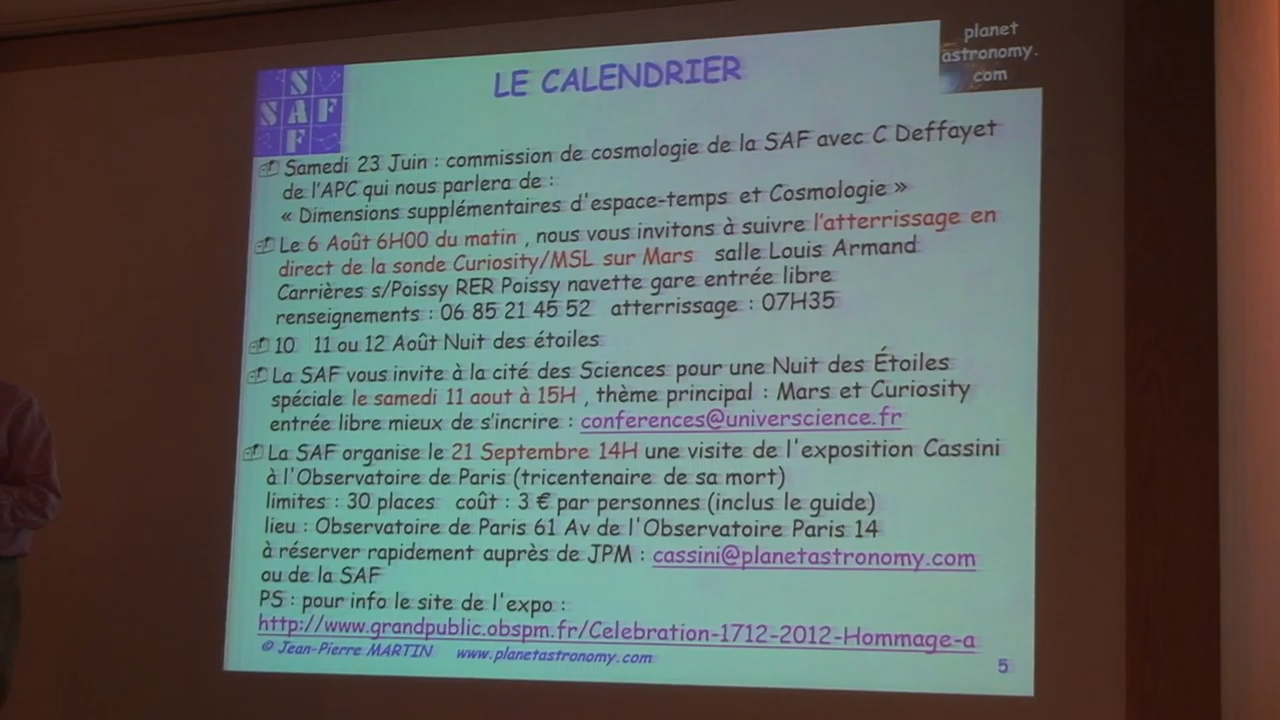 planet
astronomy.
com
S
SAF
F
LE CALENDRIER
Samedi 23 Juin : commission de cosmologie de la SAF avec C Deffayet
de l'APC qui nous parlera de :
« Dimensions supplémentaires d'espace-temps et Cosmologie »
Le 6 Août 6H00 du matin , nous vous invitons à suivre l'atterrissage en
direct de la sonde Curiosity/MSL sur Mars salle Louis Armand
Carrières s/Poissy RER Poissy navette gare entrée libre
renseignements : 06 85 21 45 52 atterrissage : 07H35
10 11 ou 12 Août Nuit des étoiles
La SAF vous invite à la cité des Sciences pour une Nuit des Étoiles
spéciale le samedi 11 aout à 15H , thème principal : Mars et Curiosity
entrée libre mieux de s'incrire : conferences@universcience.fr
La SAF organise le 21 Septembre 14H une visite de l'exposition Cassini
à l'Observatoire de Paris (tricentenaire de sa mort)
limites : 30 places coût : 3 € par personnes (inclus le guide)
lieu : Observatoire de Paris 61 Av de l'Observatoire Paris 14
à réserver rapidement auprès de JPM : cassini@planetastronomy.com
ou de la SAF
PS : pour info le site de l'expo :
http://www.grandpublic.obspm.fr/Celebration-1712-2012-Hommage-a
© Jean-Pierre MARTIN www.planetastronomy.com
5